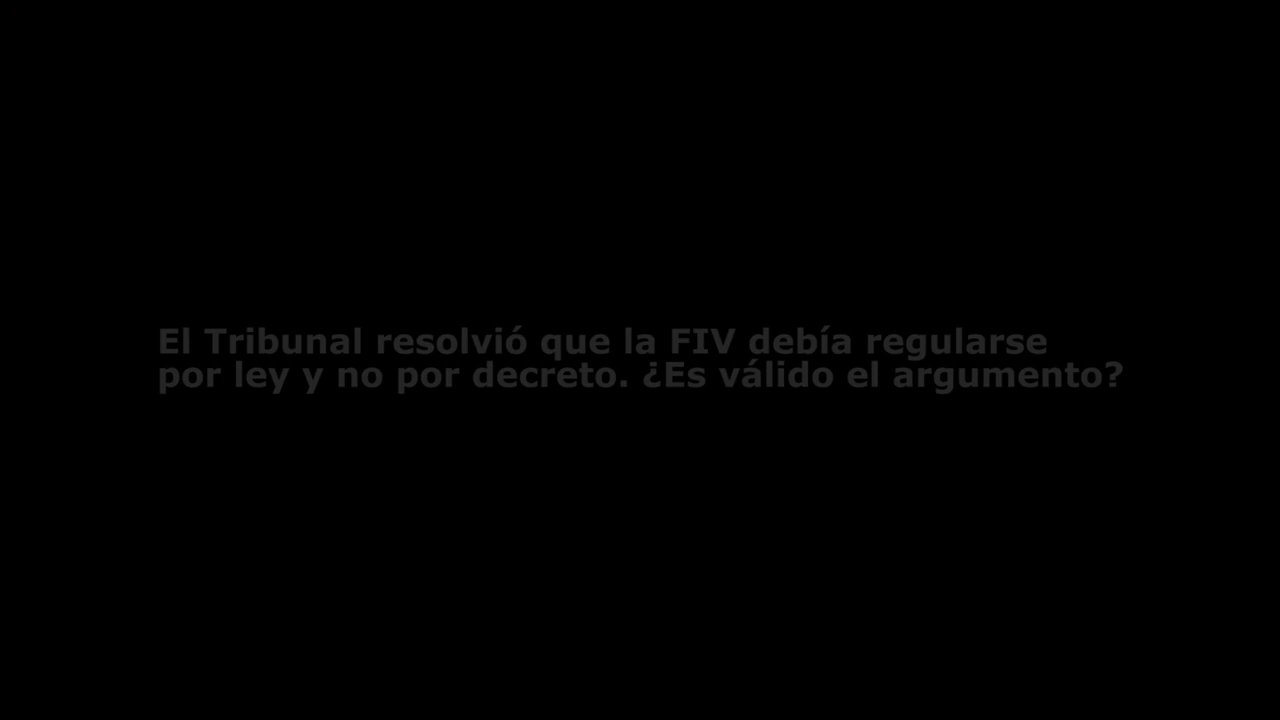 El Tribunal resolvió que la FIV debía regularse
por ley y no por decreto. ¿Es válido el argumento?